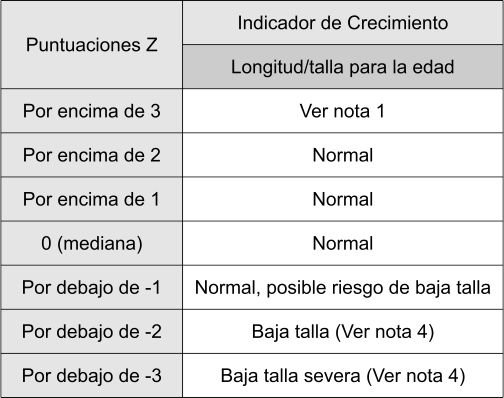 Puntuaciones Z
Indicador de Crecimiento
Longitud/talla para la edad
Por encima de 3
Ver nota 1
Por encima de 2
Normal
Por encima de 1
Normal
0 (mediana)
Normal
Por debajo de -1
Normal, posible riesgo de baja talla
Por debajo de -2
Baja talla (Ver nota 4)
Por debajo de -3
Baja talla severa (Ver nota 4)